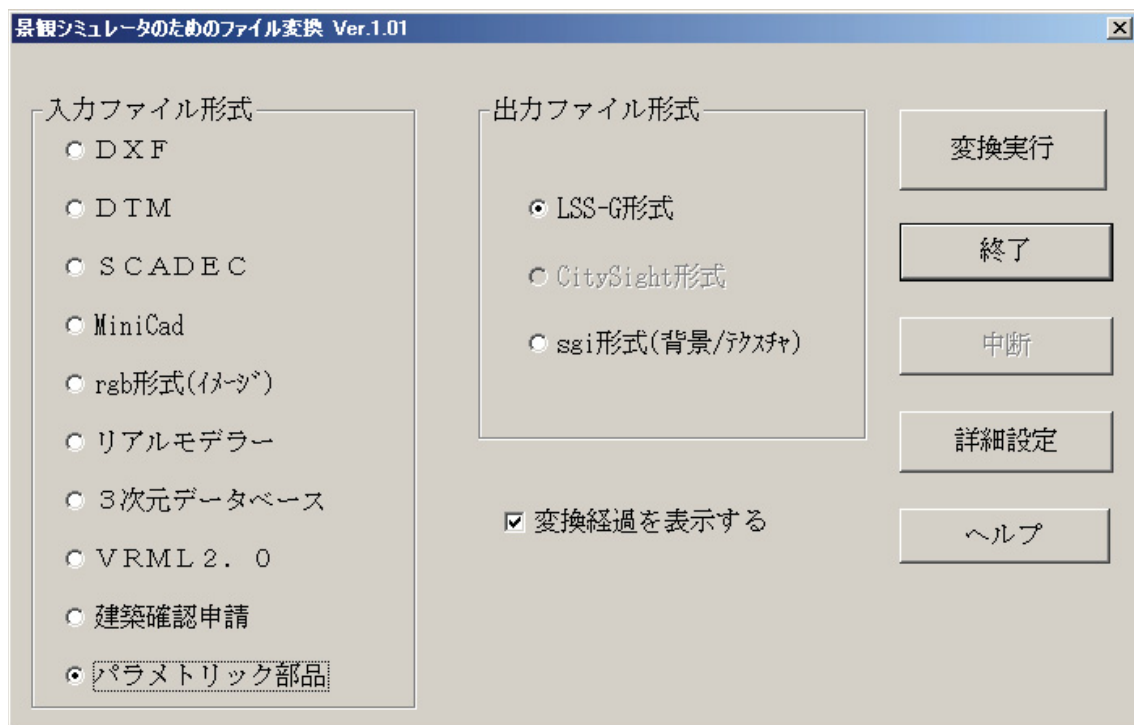 景観シミュレータのためのファイル変換 Ver.1.01
入力ファイル形式
ＤＸＦ
ＤＴＭ
ＳＣＡＤＥＣ
MiniCad
rgb形式(ｲﾒｰｼﾞ)
リアルモデラー
３次元データベース
ＶＲＭＬ２．０
建築確認申請
パラメトリック部品
出力ファイル形式
LSS-G形式
CitySight形式
sgi形式(背景/ﾃｸｽﾁｬ)
変換経過を表示する
変換実行
終了
中断
詳細設定
ヘルプ